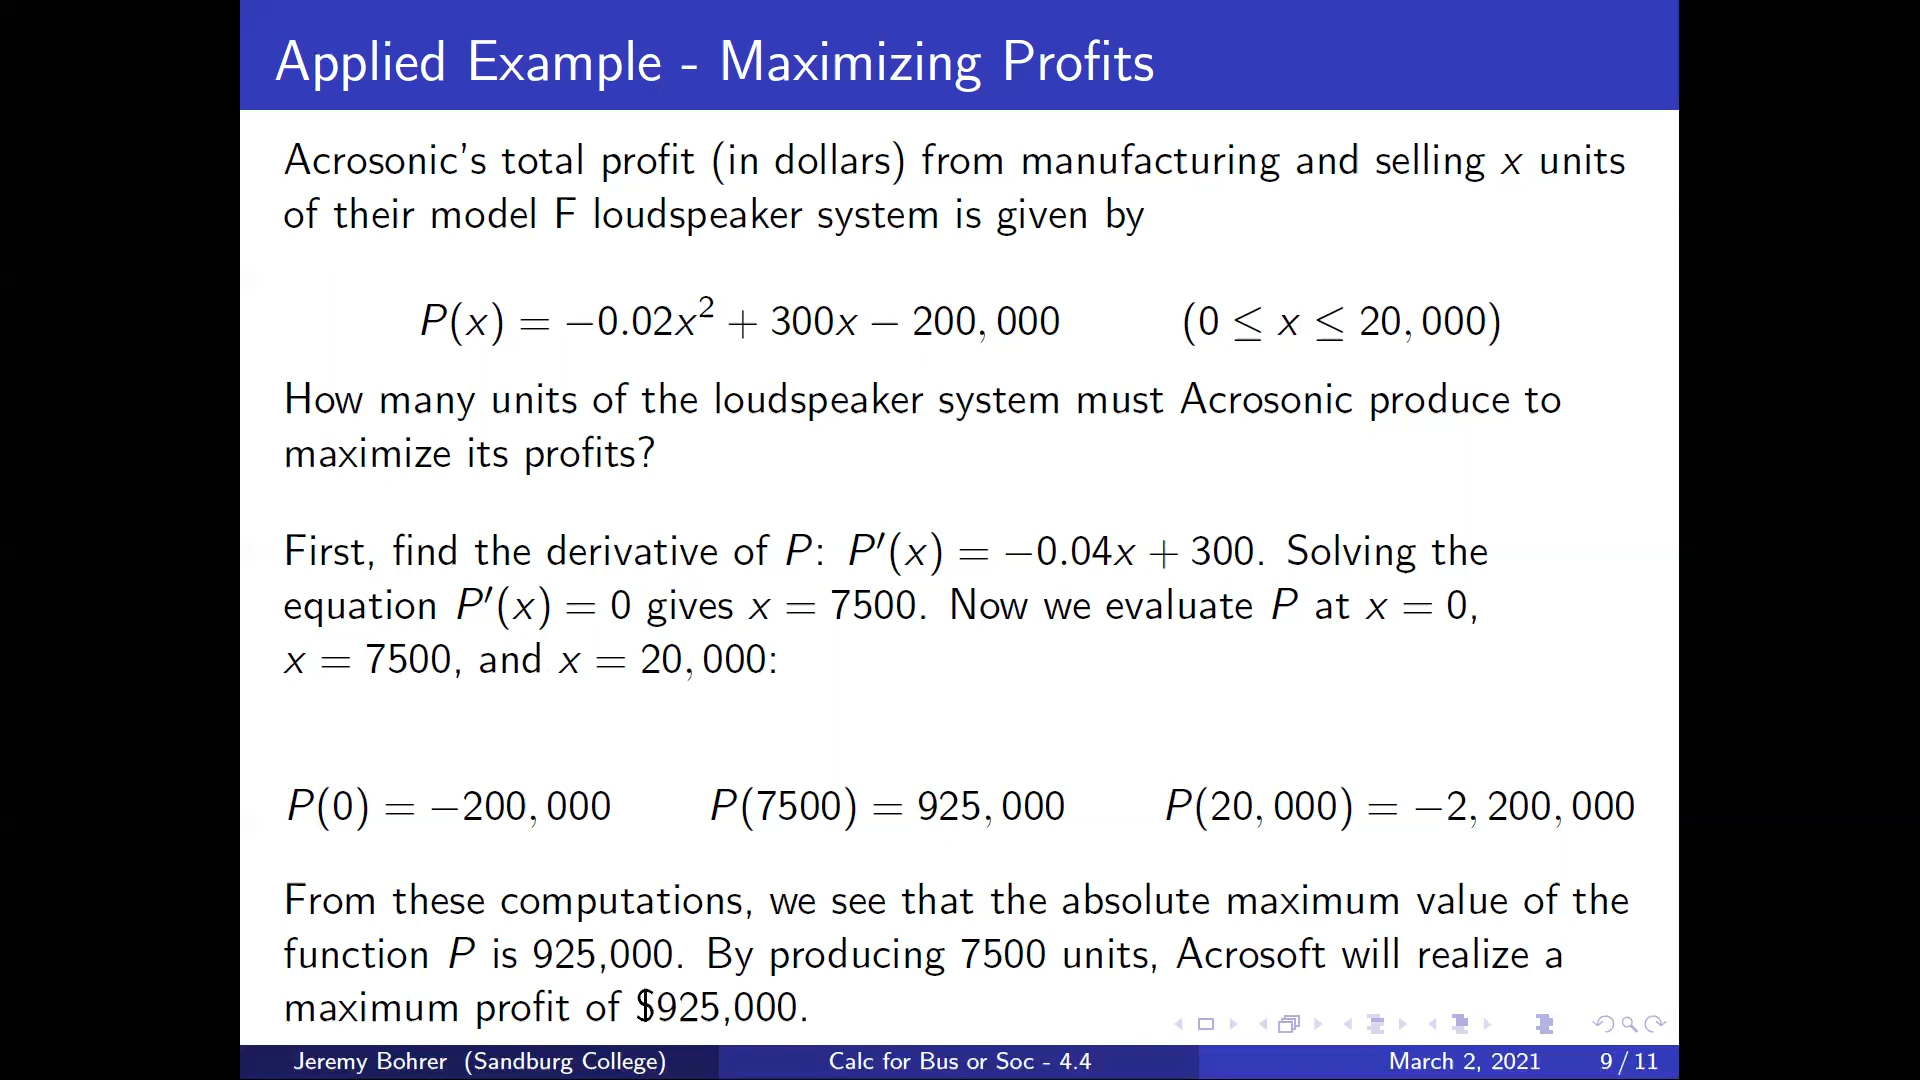 Applied Example - Maximizing Profits
Acrosonic's total profit (in dollars) from manufacturing and selling x units
of their model F loudspeaker system is given by
P(x) = −0.02x² + 300x − 200,000 (0 ≤ x ≤ 20,000)
How many units of the loudspeaker system must Acrosonic produce to
maximize its profits?
First, find the derivative of P: P′(x) = −0.04x + 300. Solving the
equation P′(x) = 0 gives x = 7500. Now we evaluate P at x = 0,
x = 7500, and x = 20,000:
P(0) = −200,000 P(7500) = 925,000 P(20,000) = −2,200,000
From these computations, we see that the absolute maximum value of the
function P is 925,000. By producing 7500 units, Acrosoft will realize a
maximum profit of $925,000.
Jeremy Bohrer (Sandburg College) Calc for Bus or Soc - 4.4 March 2, 2021 9 / 11